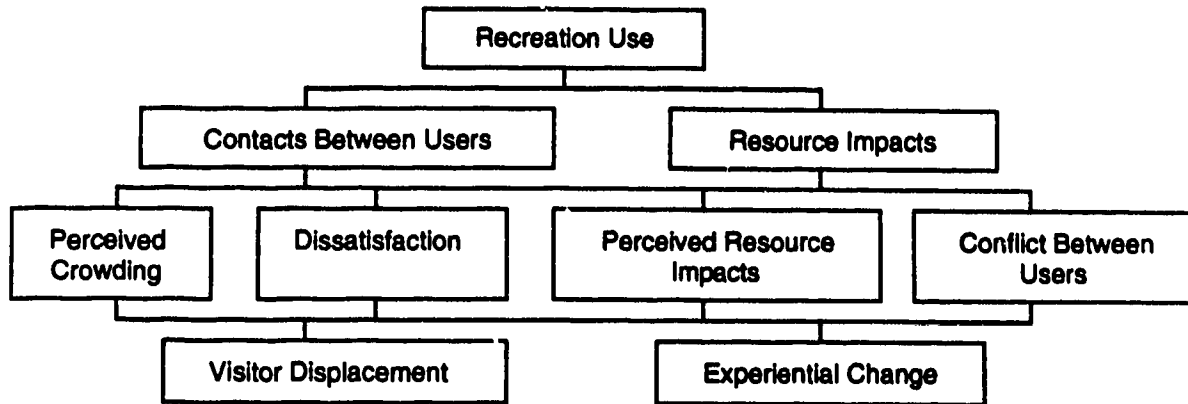 Recreation Use
Contacts Between Users
Resource Impacts
Perceived
Crowding
Dissatisfaction
Perceived Resource
Impacts
Conflict Between
Users
Visitor Displacement
Experiential Change